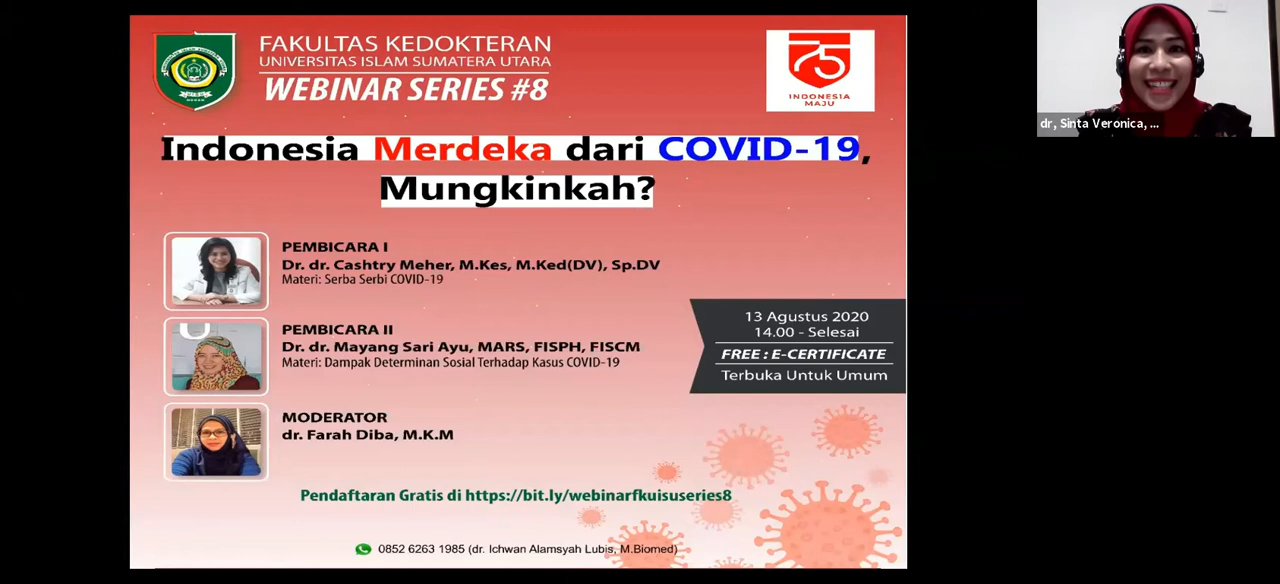 FAKULTAS KEDOKTERAN
UNIVERSITAS ISLAM SUMATERA UTARA
WEBINAR SERIES #8
75
INDONESIA
MAJU
dr, Sinta Veronica, ...
Indonesia Merdeka dari COVID-19,
Mungkinkah?
PEMBICARA I
Dr. dr. Cashtry Meher, M.Kes, M.Ked(DV), Sp.DV
Materi: Serba Serbi COVID-19
PEMBICARA II
Dr. dr. Mayang Sari Ayu, MARS, FISPH, FISCM
Materi: Dampak Determinan Sosial Terhadap Kasus COVID-19
MODERATOR
dr. Farah Diba, M.K.M
13 Agustus 2020
14.00 - Selesai
FREE : E-CERTIFICATE
Terbuka Untuk Umum
Pendaftaran Gratis di https://bit.ly/webinarfkuisuseries8
0852 6263 1985 (dr. Ichwan Alamsyah Lubis, M.Biomed)